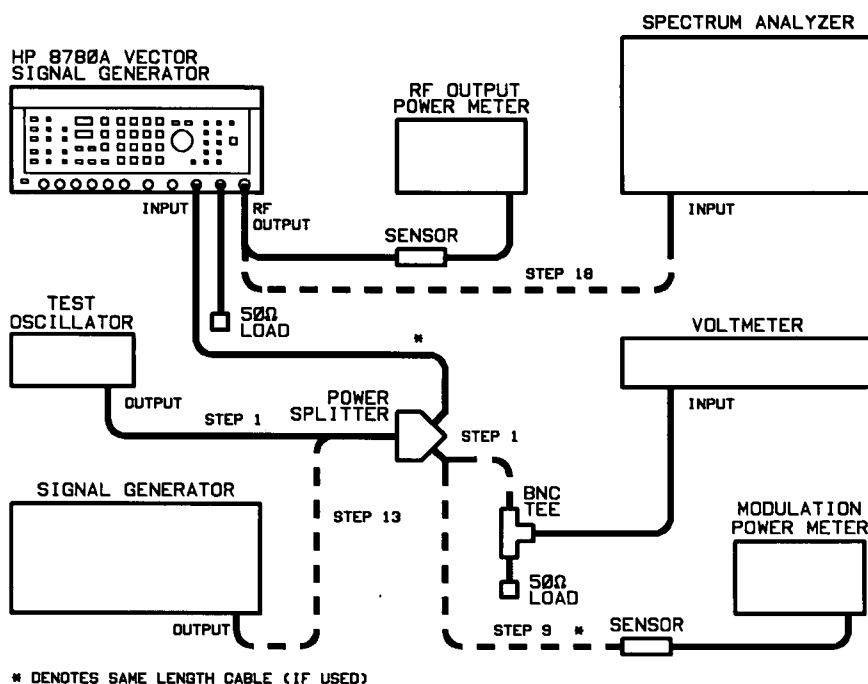 SPECTRUM ANALYZER
HP 8780A VECTOR
SIGNAL GENERATOR
RF OUTPUT
POWER METER
INPUT
RF
OUTPUT
INPUT
SENSOR
STEP 18
TEST
OSCILLATOR
50Ω
LOAD
*
VOLTMETER
OUTPUT
POWER
SPLITTER
INPUT
STEP 1
STEP 1
SIGNAL GENERATOR
BNC
TEE
STEP 13
MODULATION
POWER METER
50Ω
LOAD
OUTPUT
STEP 9 *
SENSOR
* DENOTES SAME LENGTH CABLE (IF USED)